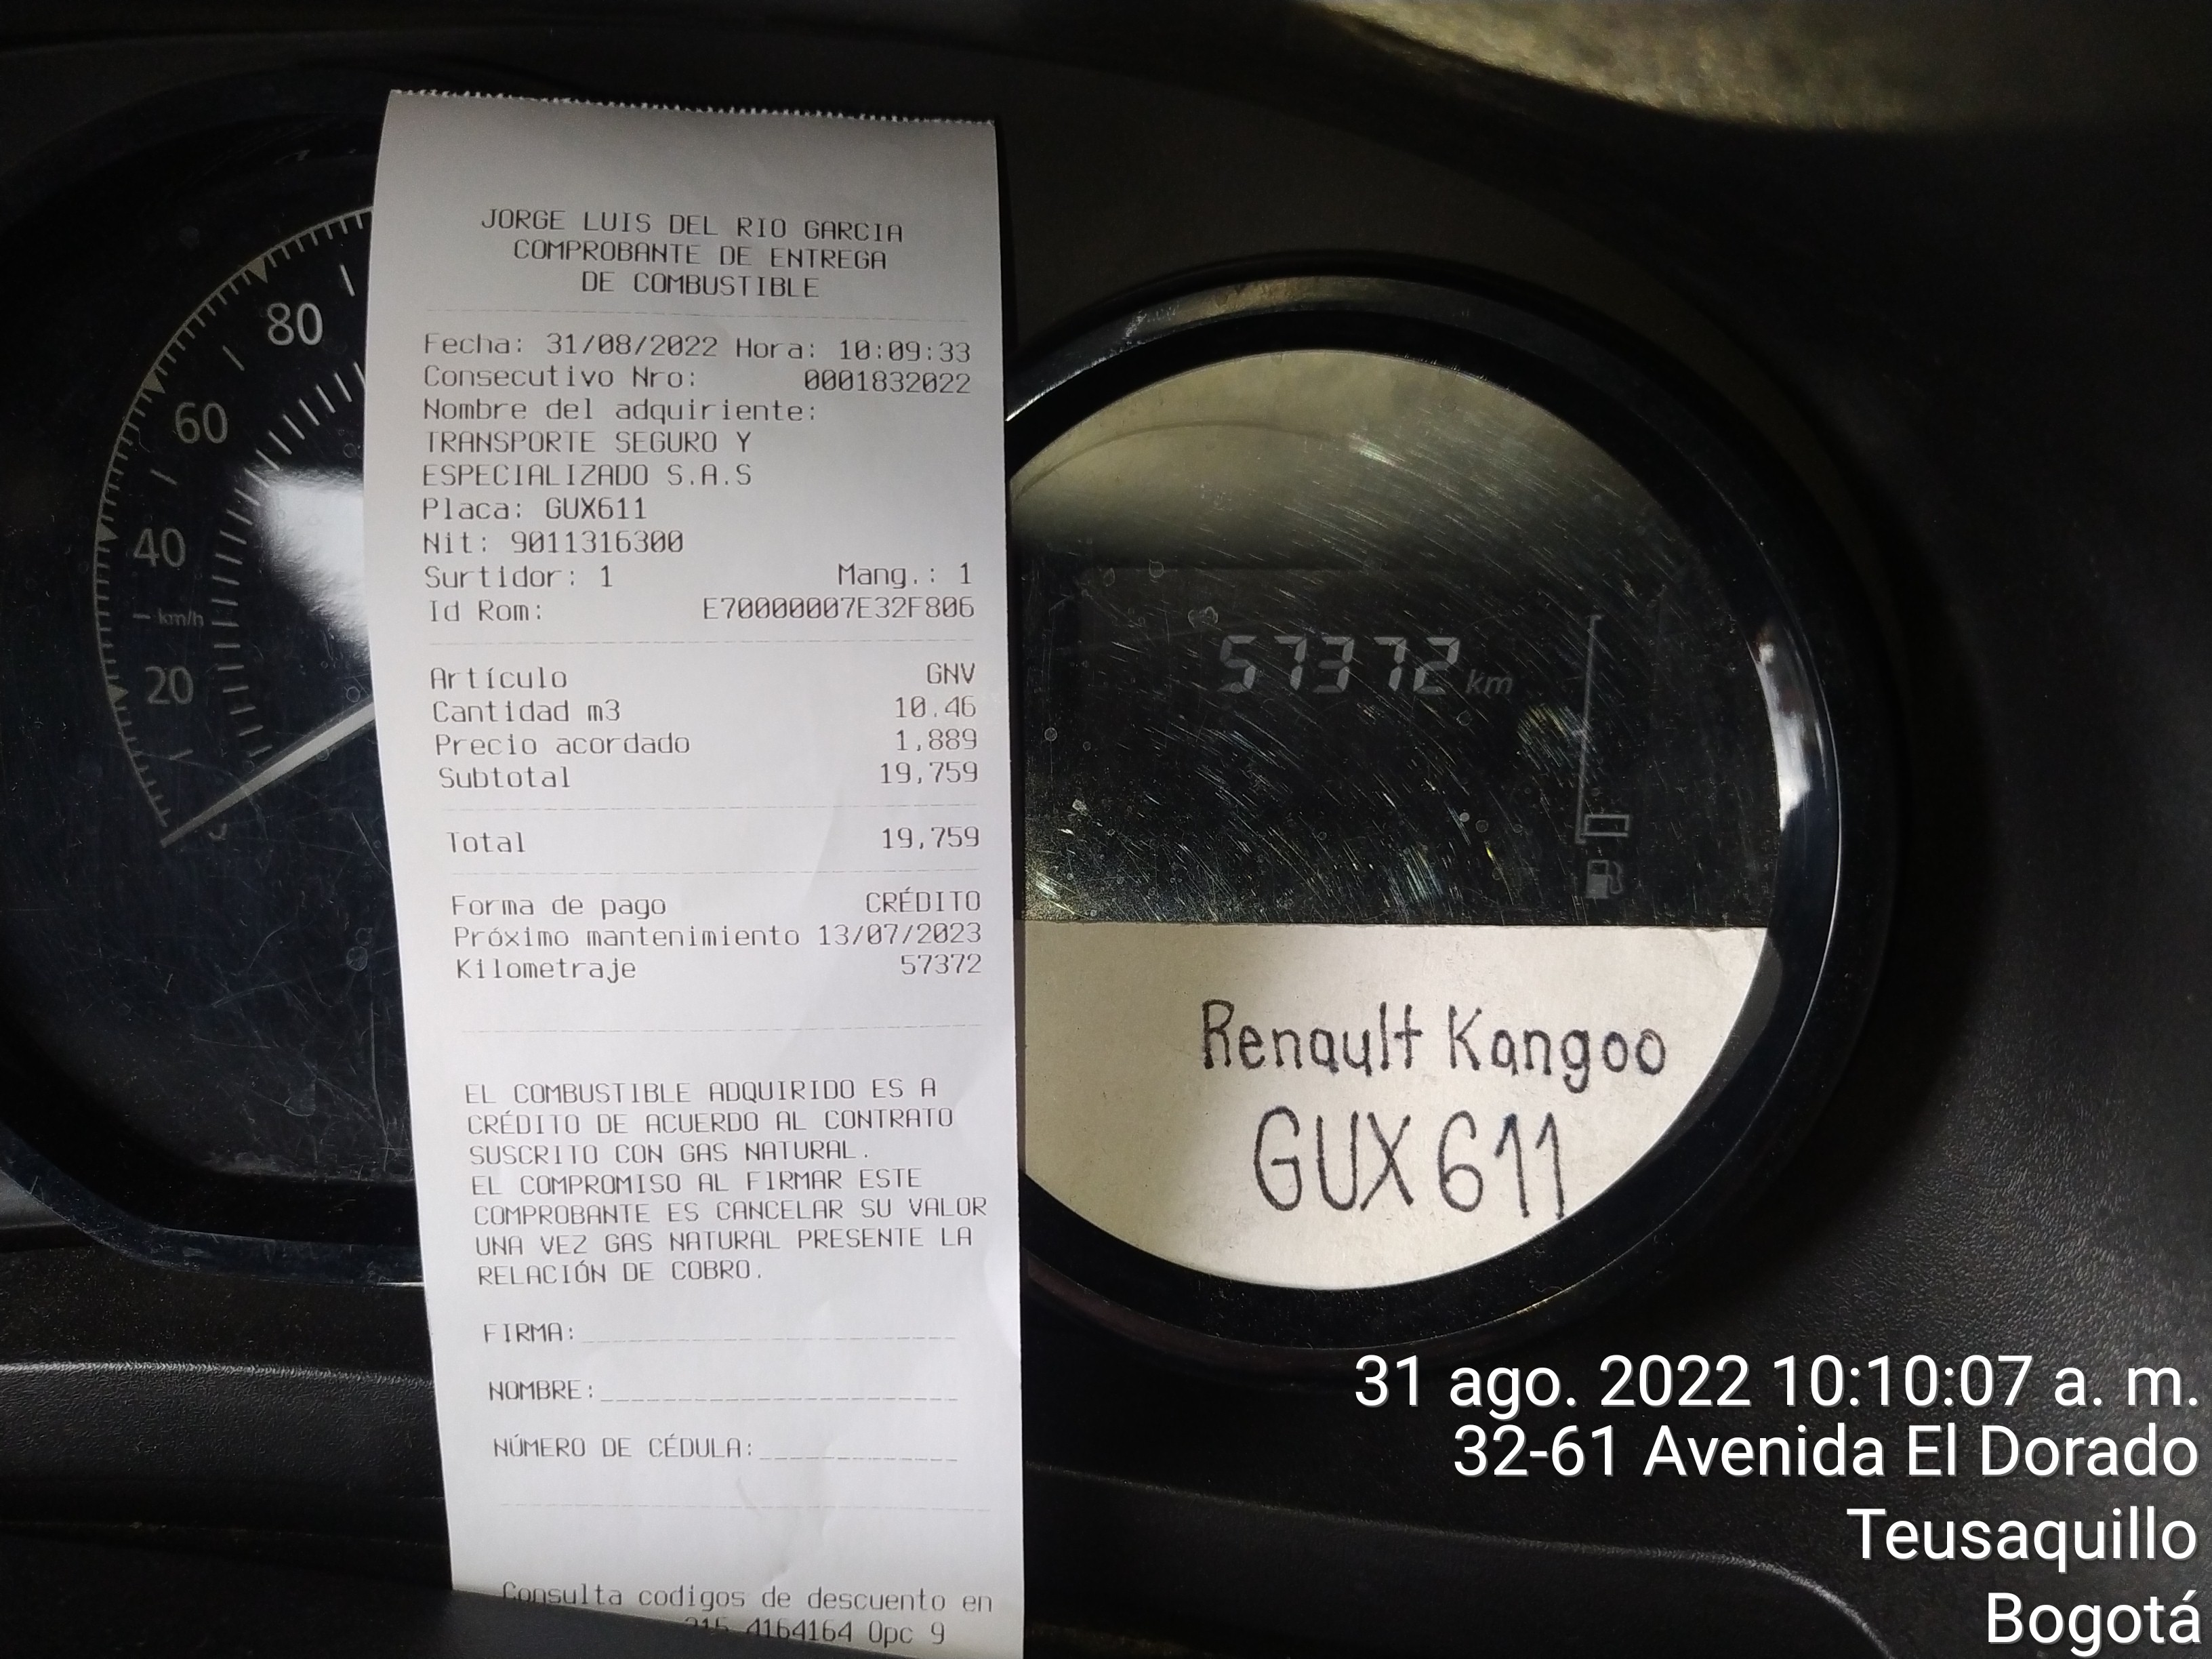 JORGE LUIS DEL RIO GARCIA
COMPROBANTE DE ENTREGA
DE COMBUSTIBLE
Fecha: 31/08/2022 Hora: 10:09:33
Consecutivo Nro: 0001832022
Nombre del adquiriente:
TRANSPORTE SEGURO Y
ESPECIALIZADO S.A.S
Placa: GUX611
Nit: 9011316300
Surtidor: 1 Mang.: 1
Id Rom: E70000007E32F806
Artículo GNV
Cantidad m3 10.46
Precio acordado 1,889
Subtotal 19,759
Total 19,759
Forma de pago CRÉDITO
Próximo mantenimiento 13/07/2023
Kilometraje 57372
EL COMBUSTIBLE ADQUIRIDO ES A
CRÉDITO DE ACUERDO AL CONTRATO
SUSCRITO CON GAS NATURAL.
EL COMPROMISO AL FIRMAR ESTE
COMPROBANTE ES CANCELAR SU VALOR
UNA VEZ GAS NATURAL PRESENTE LA
RELACIÓN DE COBRO.
FIRMA:
NOMBRE:
NÚMERO DE CÉDULA:
Consulta codigos de descuento en
4164164 Opc 9
80
60
40
km/h
20
57372 km
Renault Kangoo
GUX611
31 ago. 2022 10:10:07 a. m.
32-61 Avenida El Dorado
Teusaquillo
Bogotá